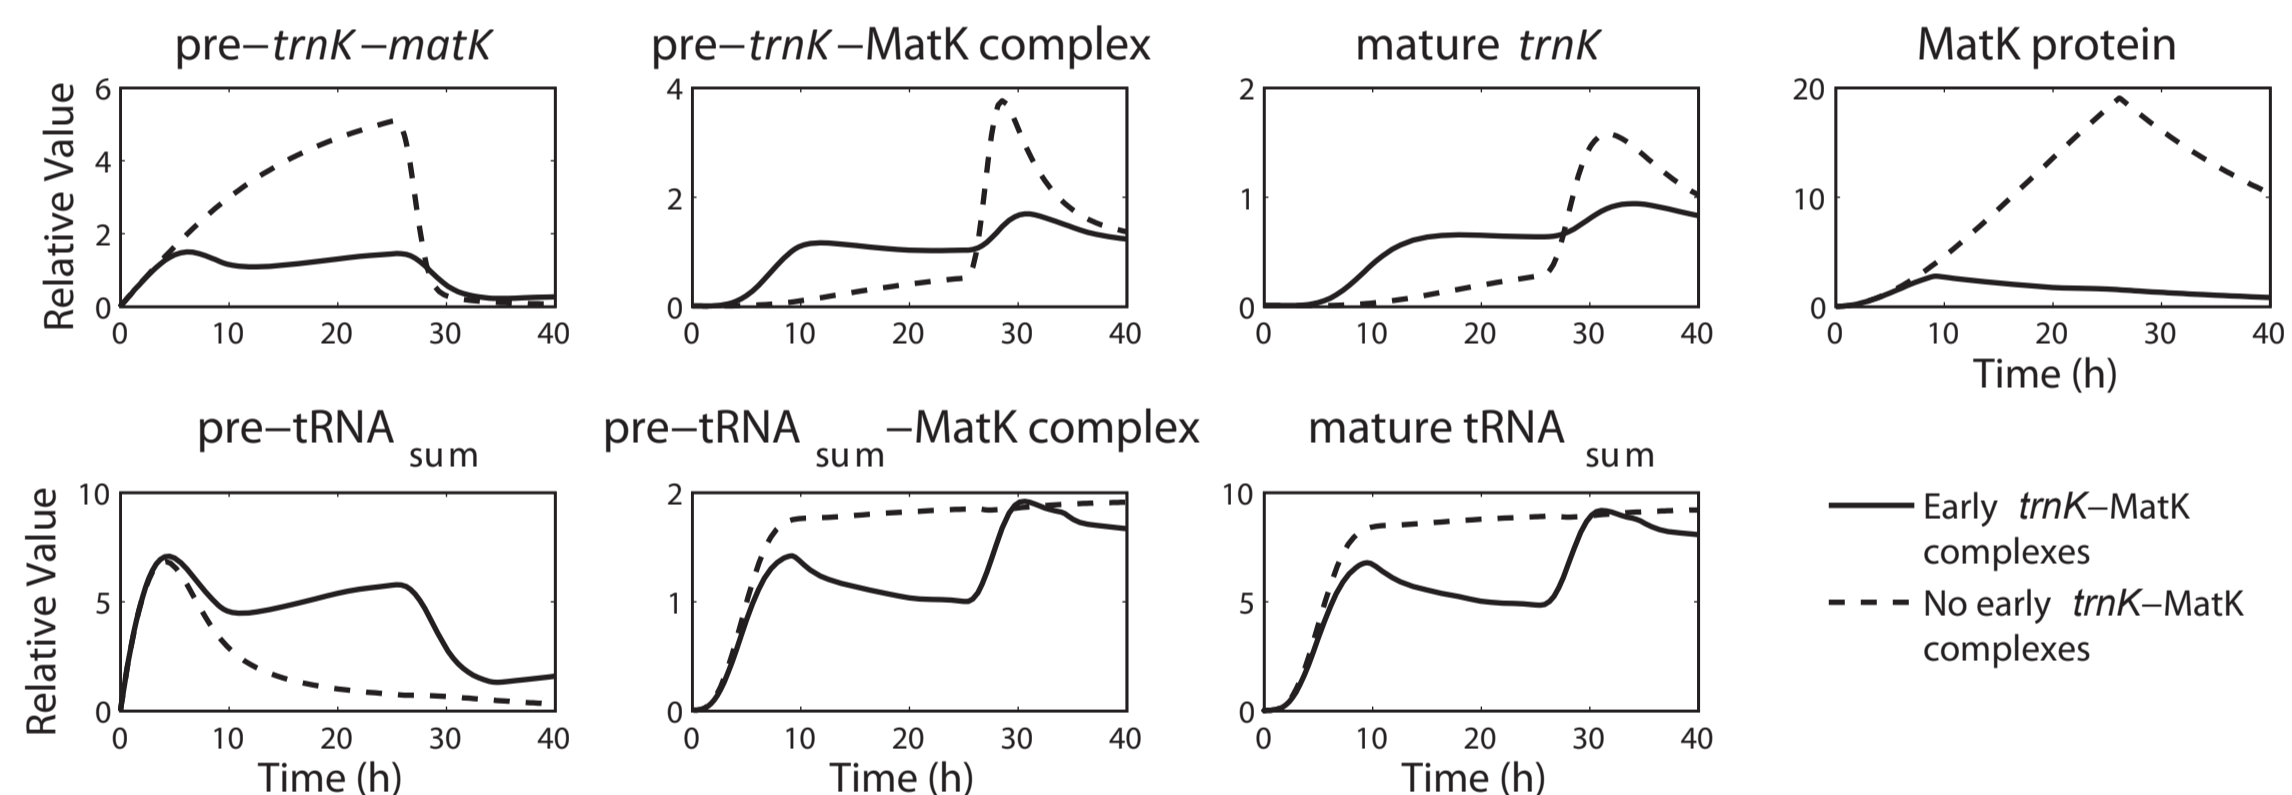 pre–trnK–matK
pre–trnK–MatK complex
mature trnK
MatK protein
Relative Value
6
4
2
0
0 10 20 30 40
4
2
0
0 10 20 30 40
2
1
0
0 10 20 30 40
20
10
0
0 10 20 30 40
Time (h)
pre–tRNA sum
pre–tRNA sum –MatK complex
mature tRNA sum
Relative Value
10
5
0
0 10 20 30 40
Time (h)
2
1
0
0 10 20 30 40
Time (h)
10
5
0
0 10 20 30 40
Time (h)
Early trnK–MatK
complexes
No early trnK–MatK
complexes